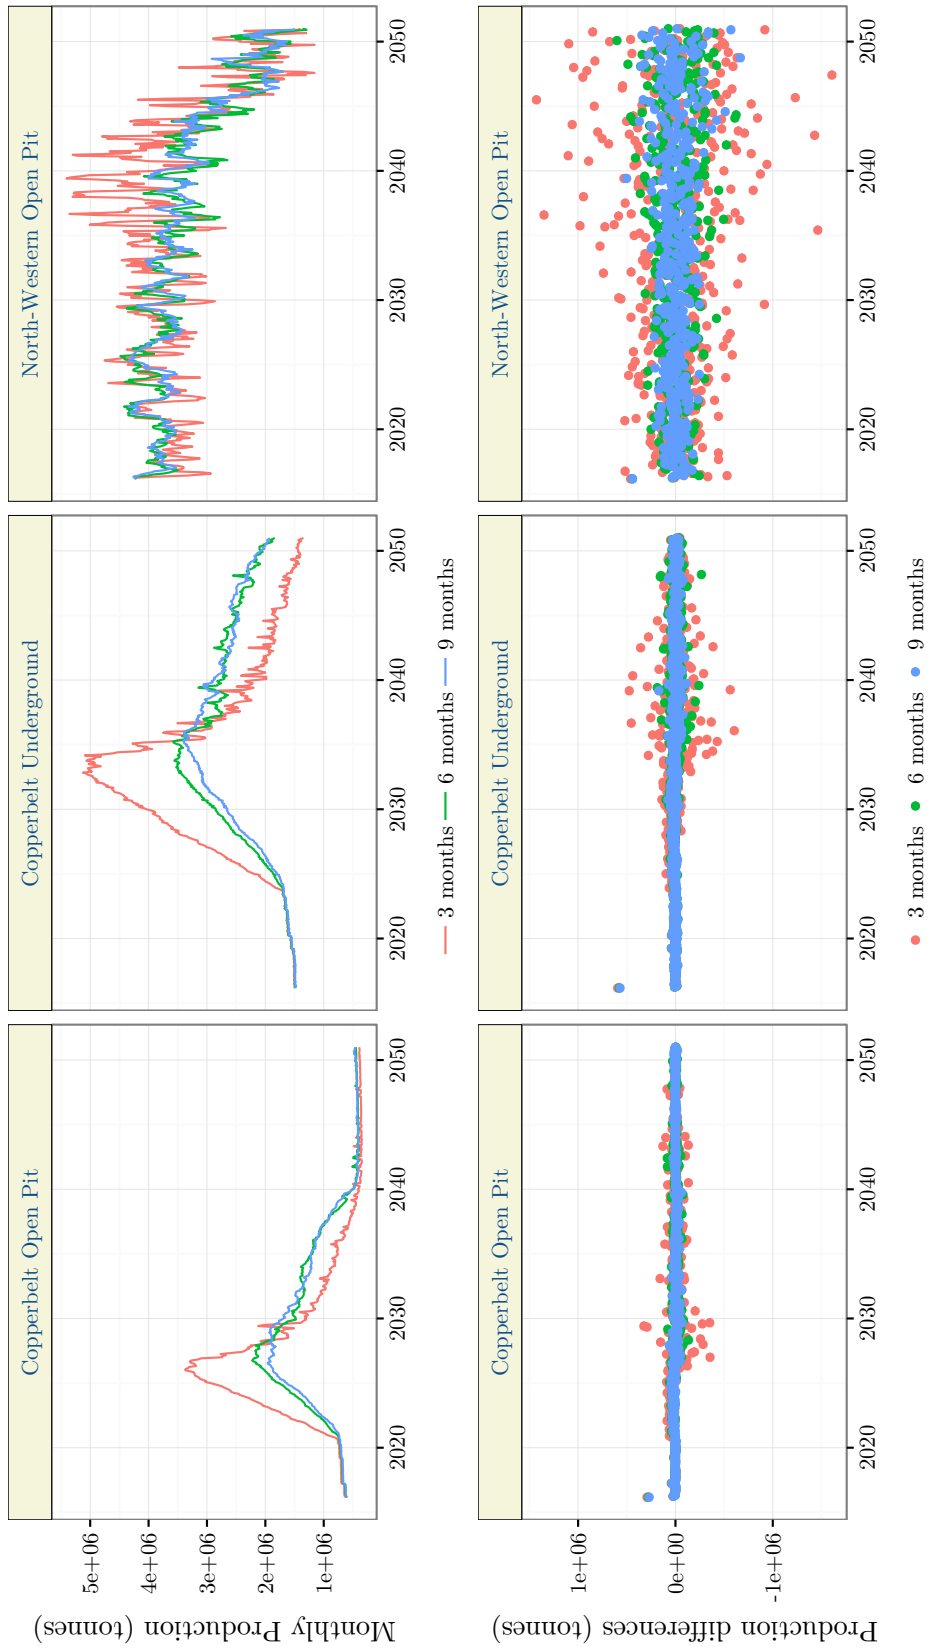 Copperbelt Open Pit
Copperbelt Underground
North-Western Open Pit
Monthly Production (tonnes)
5e+06
4e+06
3e+06
2e+06
1e+06
2020
2030
2040
2050
2020
2030
2040
2050
2020
2030
2040
2050
3 months
6 months
9 months
Copperbelt Open Pit
Copperbelt Underground
North-Western Open Pit
Production differences (tonnes)
1e+06
0e+00
-1e+06
2020
2030
2040
2050
2020
2030
2040
2050
2020
2030
2040
2050
3 months
6 months
9 months